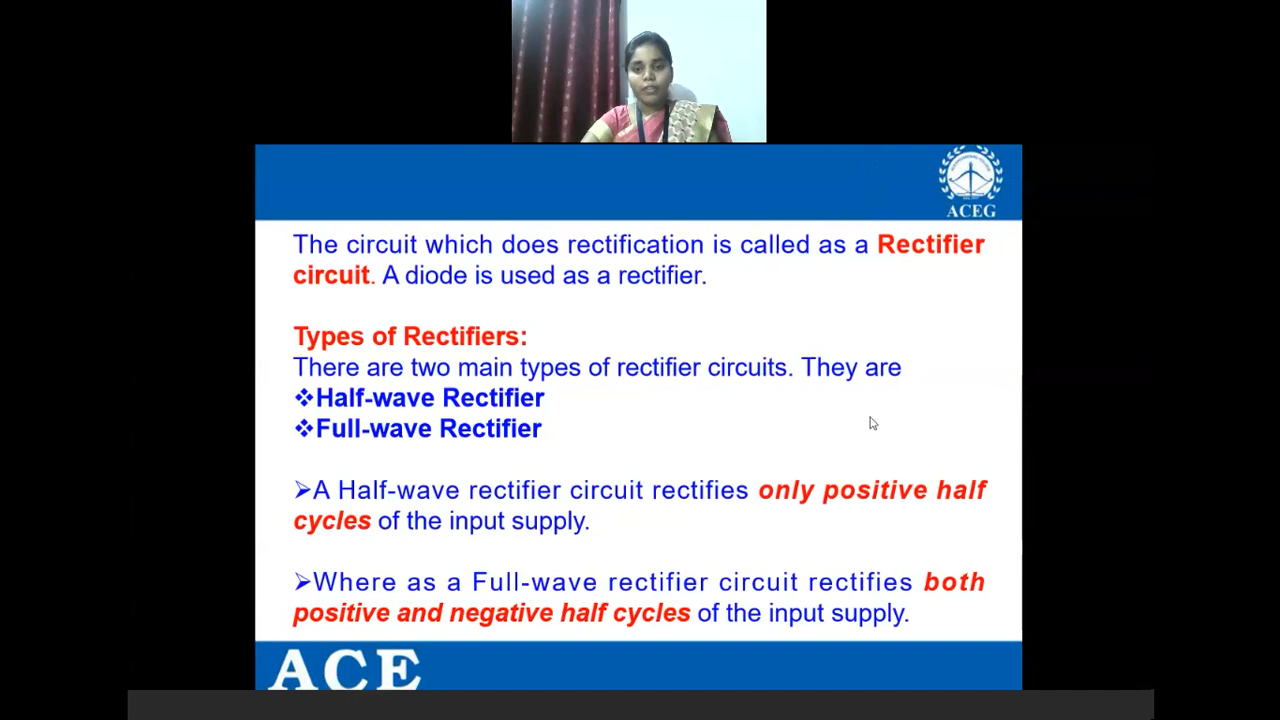 ACEG
The circuit which does rectification is called as a Rectifier
circuit. A diode is used as a rectifier.
Types of Rectifiers:
There are two main types of rectifier circuits. They are
❖Half-wave Rectifier
❖Full-wave Rectifier
➢A Half-wave rectifier circuit rectifies only positive half
cycles of the input supply.
➢Where as a Full-wave rectifier circuit rectifies both
positive and negative half cycles of the input supply.
ACE